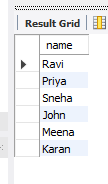 Result Grid
name
Ravi
Priya
Sneha
John
Meena
Karan